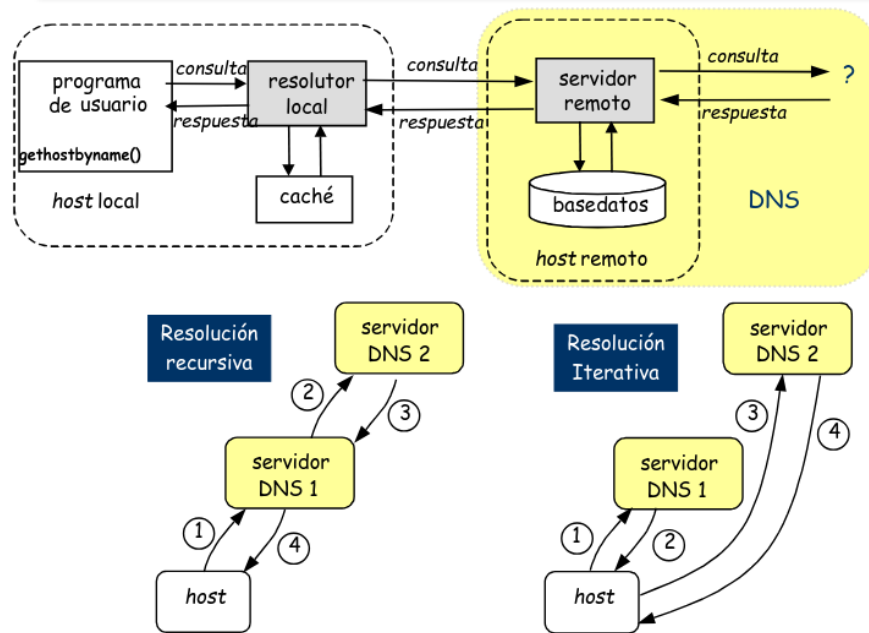 consulta
programa
de usuario
respuesta
gethostbyname()
host local
resolutor
local
caché
consulta
respuesta
servidor
remoto
basedatos
host remoto
consulta
respuesta
?
DNS
Resolución
recursiva
servidor
DNS 2
2
3
servidor
DNS 1
1
4
host
Resolución
Iterativa
servidor
DNS 2
3
4
servidor
DNS 1
1
2
host